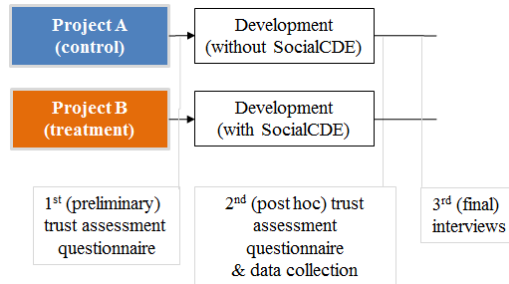 Project A
(control)
Development
(without SocialCDE)
Project B
(treatment)
Development
(with SocialCDE)
1st (preliminary)
trust assessment
questionnaire
2nd (post hoc) trust
assessment
questionnaire
& data collection
3rd (final)
interviews